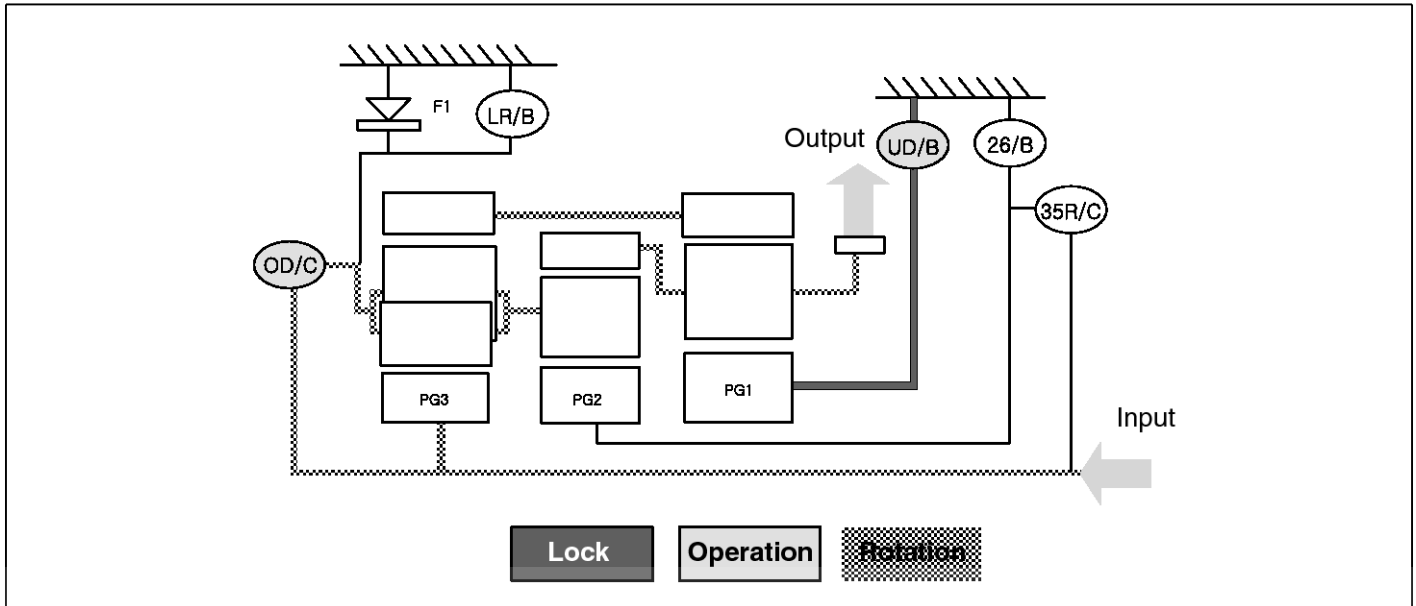 F1
LR/B
Output
UD/B
26/B
35R/C
OD/C
PG3
PG2
PG1
Input
Lock
Operation
Rotation